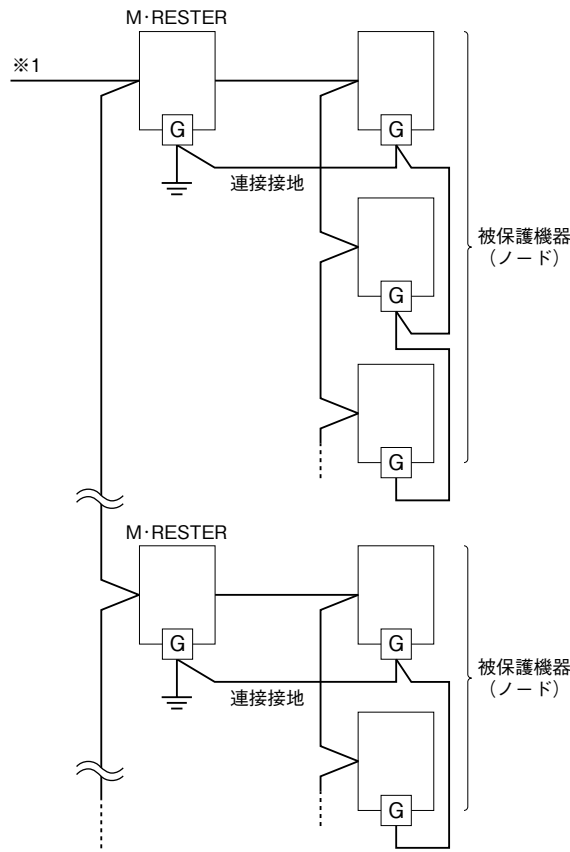 M·RESTER
※1
G
G
連接接地
G
被保護機器
（ノード）
G
M·RESTER
G
G
連接接地
被保護機器
（ノード）
G